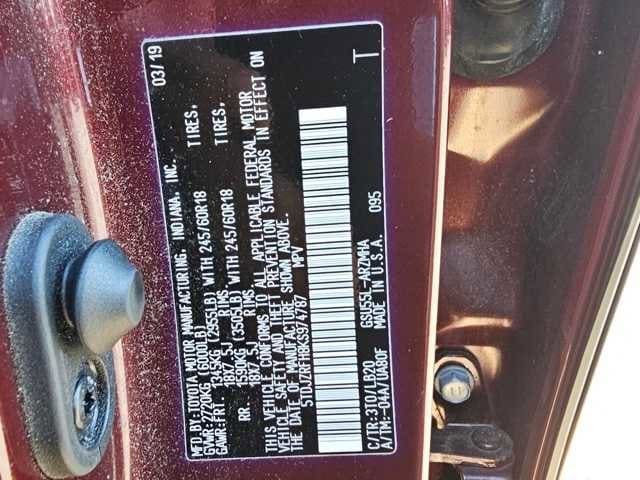 MFD.BY:TOYOTA MOTOR MANUFACTURING, INDIANA, INC. 03/19
GVWR:2720KG (6000LB)
GAWR:FRT. 1345KG (2955LB) WITH 245/60R18 TIRES,
18X7.5J RIMS,
RR. 1590KG (3505LB) WITH 245/60R18 TIRES,
18X7.5J RIMS.
THIS VEHICLE CONFORMS TO ALL APPLICABLE FEDERAL MOTOR
VEHICLE SAFETY AND THEFT PREVENTION STANDARDS IN EFFECT ON
THE DATE OF MANUFACTURE SHOWN ABOVE.
5TDJZRFH8KS974787 MPV
T
C/TR:3T0/LB20 GSU55L-ARZMHA 095
A/TM:-04A/UA80F MADE IN U.S.A.